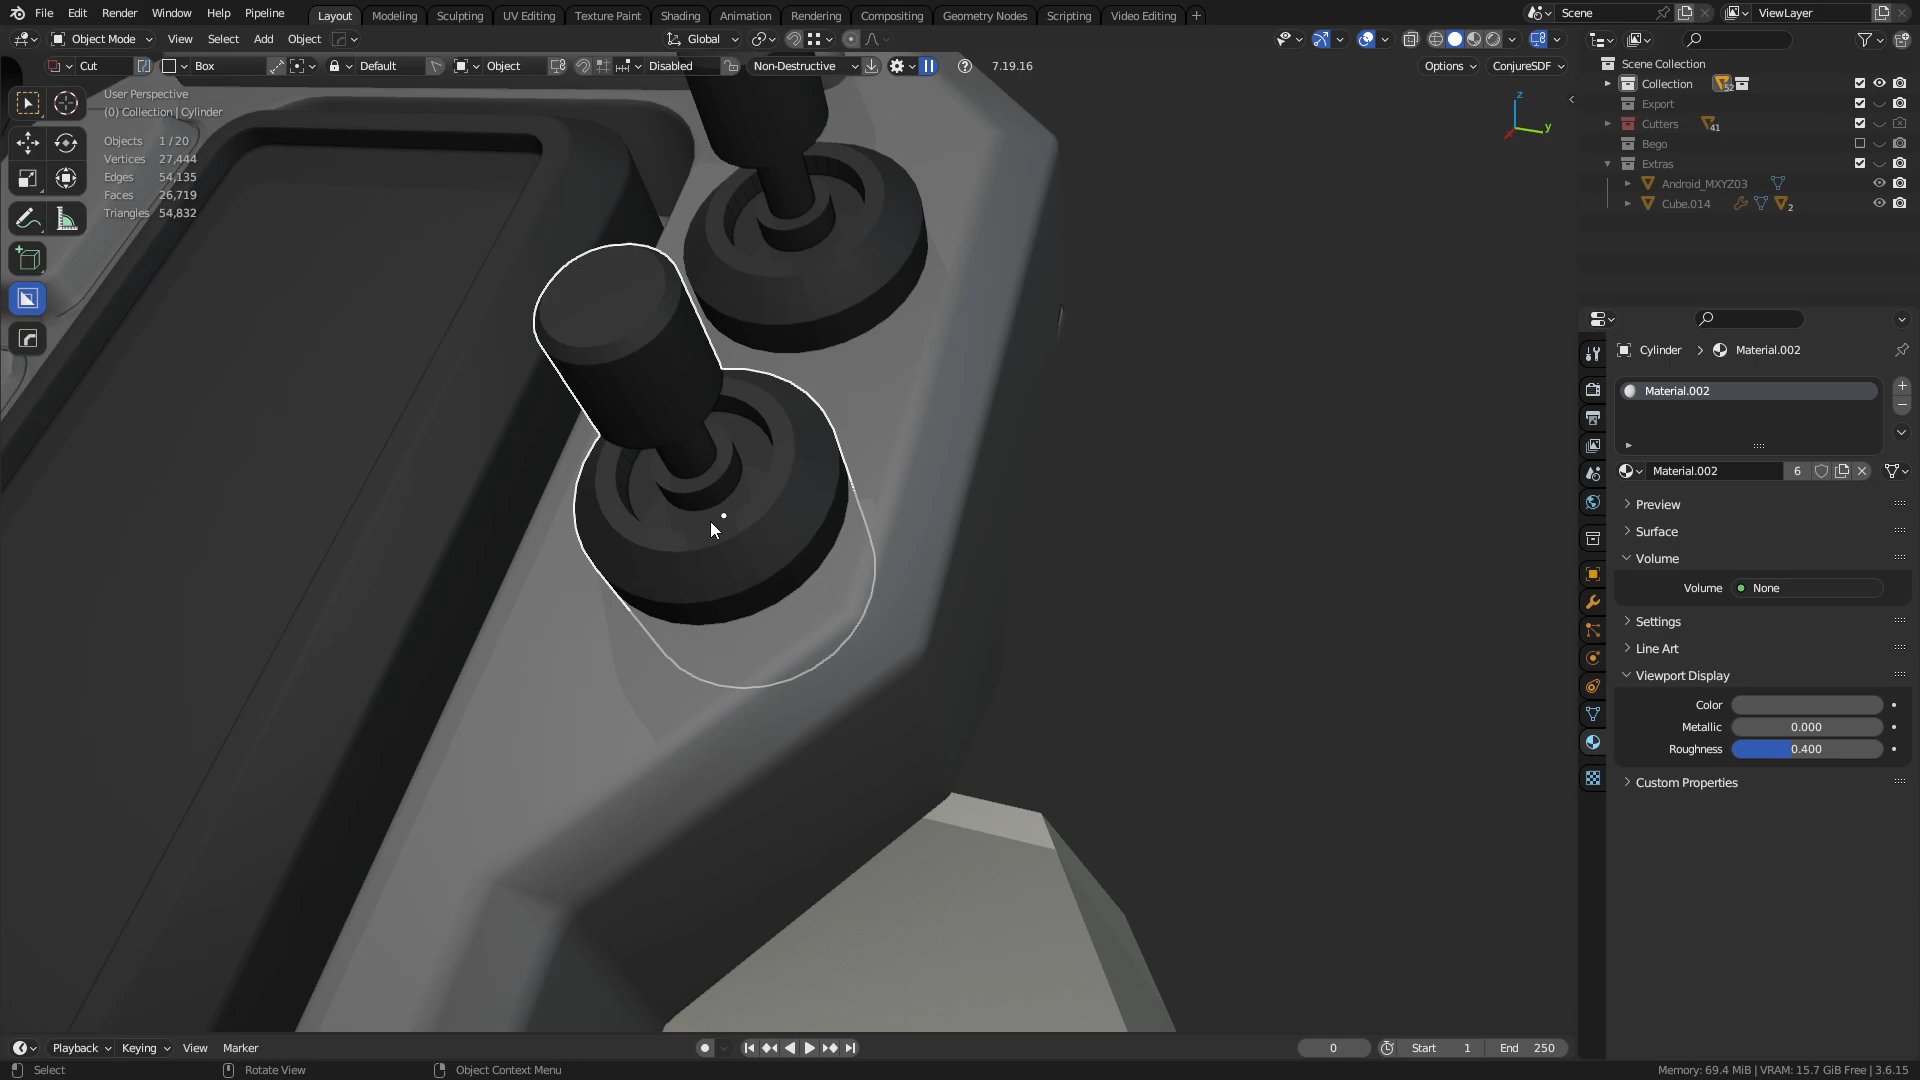 File Edit Render Window Help Pipeline Layout Modeling Sculpting UV Editing Texture Paint Shading Animation Rendering Compositing Geometry Nodes Scripting Video Editing + Scene ViewLayer
Object Mode View Select Add Object Global
Cut Box Default Object Disabled Non-Destructive 7.19.16 Options ConjureSDF
User Perspective
(0) Collection | Cylinder
Objects 1/20
Vertices 27,444
Edges 54,135
Faces 26,719
Triangles 54,832
Z
Y
Scene Collection
Collection 52
Export
Cutters 41
Bego
Extras
Android_MXYZ03
Cube.014 2
Cylinder > Material.002
Material.002
Material.002 6
Preview
Surface
Volume
Volume None
Settings
Line Art
Viewport Display
Color
Metallic 0.000
Roughness 0.400
Custom Properties
Playback Keying View Marker 0 Start 1 End 250
Select Rotate View Object Context Menu Memory: 69.4 MiB | VRAM: 15.7 GiB Free | 3.6.15